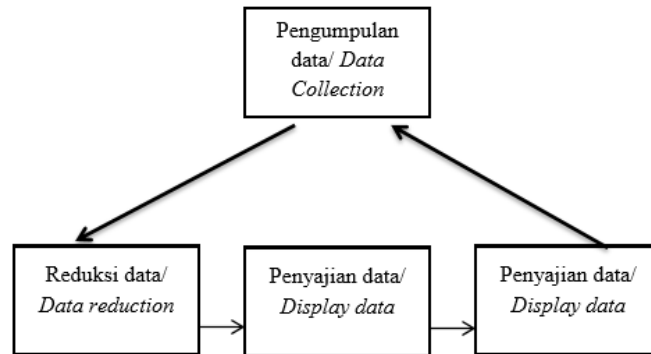 Pengumpulan
data/ Data
Collection
Reduksi data/
Data reduction
Penyajian data/
Display data
Penyajian data/
Display data